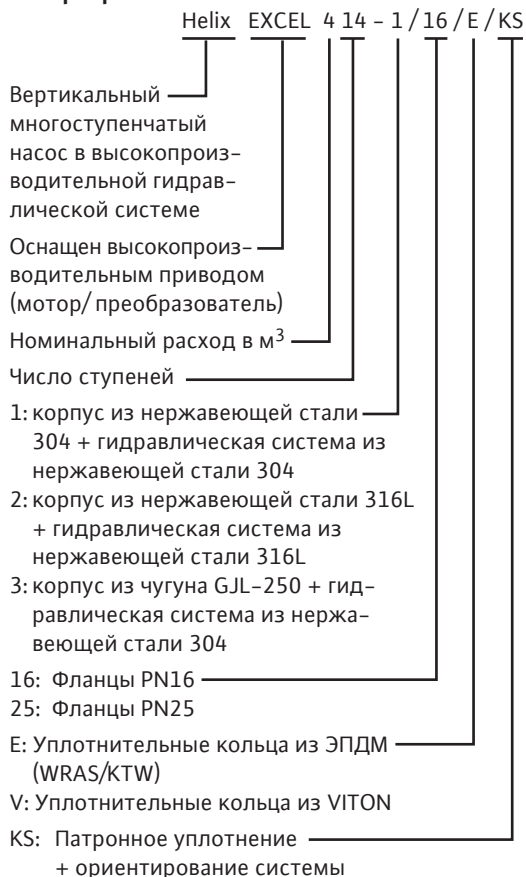 Helix EXCEL 4 14 – 1 / 16 / E / KS
Вертикальный
многоступенчатый
насос в высокопроиз–
водительной гидрав–
лической системе
Оснащен высокопроиз–
водительным приводом
(мотор/ преобразователь)
Номинальный расход в м³
Число ступеней
1: корпус из нержавеющей стали
304 + гидравлическая система из
нержавеющей стали 304
2: корпус из нержавеющей стали 316L
+ гидравлическая система из
нержавеющей стали 316L
3: корпус из чугуна GJL–250 + гид–
равлическая система из нержа–
веющей стали 304
16: Фланцы PN16
25: Фланцы PN25
E: Уплотнительные кольца из ЭПДМ
(WRAS/KTW)
V: Уплотнительные кольца из VITON
KS: Патронное уплотнение
+ ориентирование системы